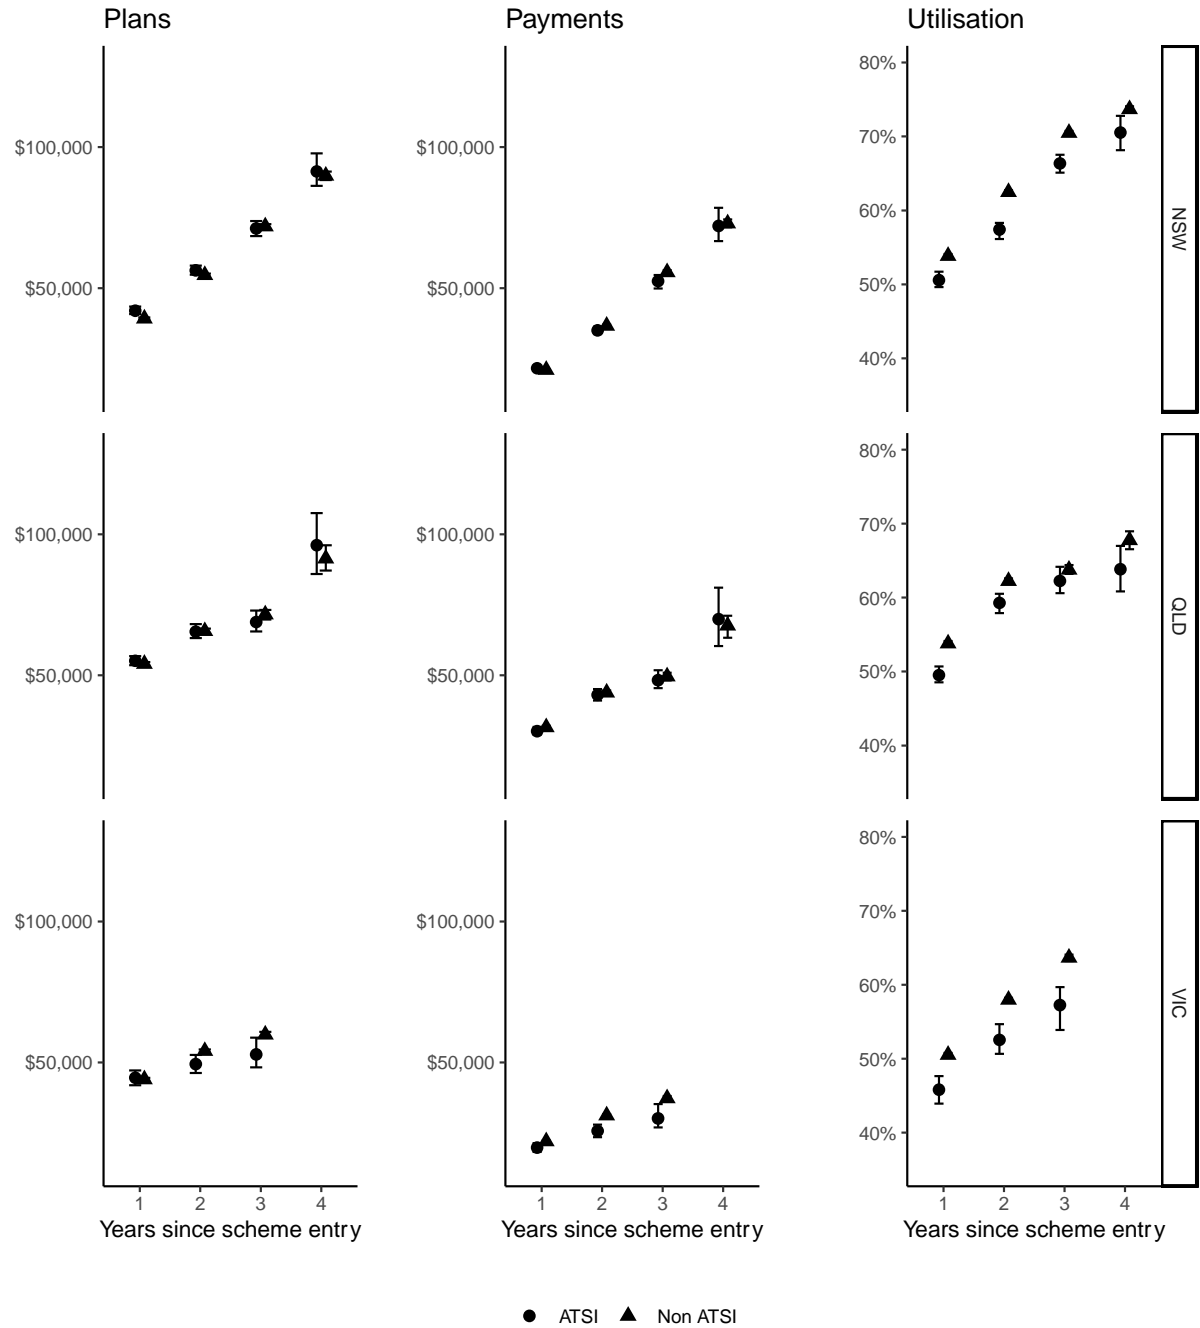 Plans Payments Utilisation
80%
$100,000 $100,000 70%
60%
$50,000 $50,000 50%
40%
NSW
80%
$100,000 $100,000 70%
60%
$50,000 $50,000 50%
40%
QLD
80%
$100,000 $100,000 70%
60%
$50,000 $50,000 50%
40%
VIC
1 2 3 4 1 2 3 4 1 2 3 4
Years since scheme entry Years since scheme entry Years since scheme entry
ATSI Non ATSI